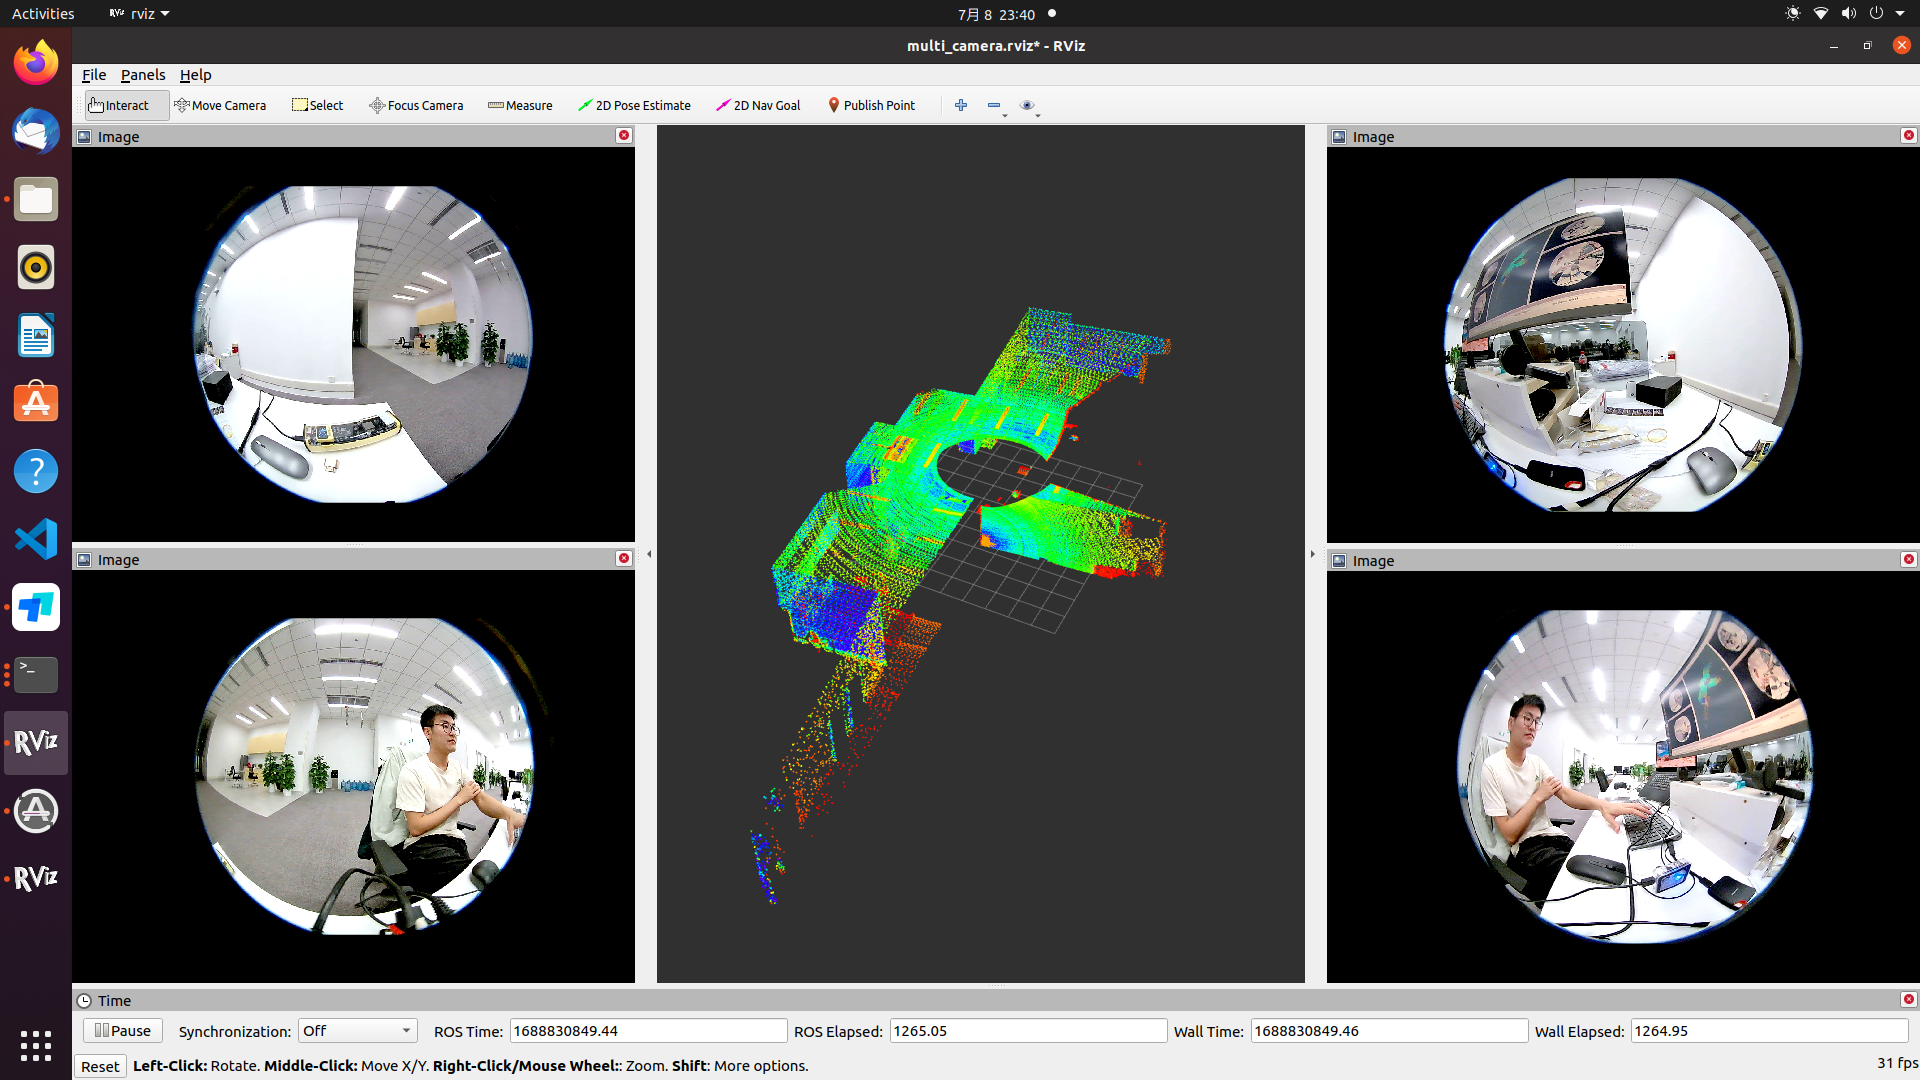 Activities
RViz rviz
7月 8 23:40
multi_camera.rviz* - RViz
File Panels Help
Interact Move Camera Select Focus Camera Measure 2D Pose Estimate 2D Nav Goal Publish Point
Image
Image
Image
Image
>_
RViz
RViz
Time
Pause Synchronization: Off ROS Time: 1688830849.44 ROS Elapsed: 1265.05 Wall Time: 1688830849.46 Wall Elapsed: 1264.95
Reset Left-Click: Rotate. Middle-Click: Move X/Y. Right-Click/Mouse Wheel:: Zoom. Shift: More options. 31 fps